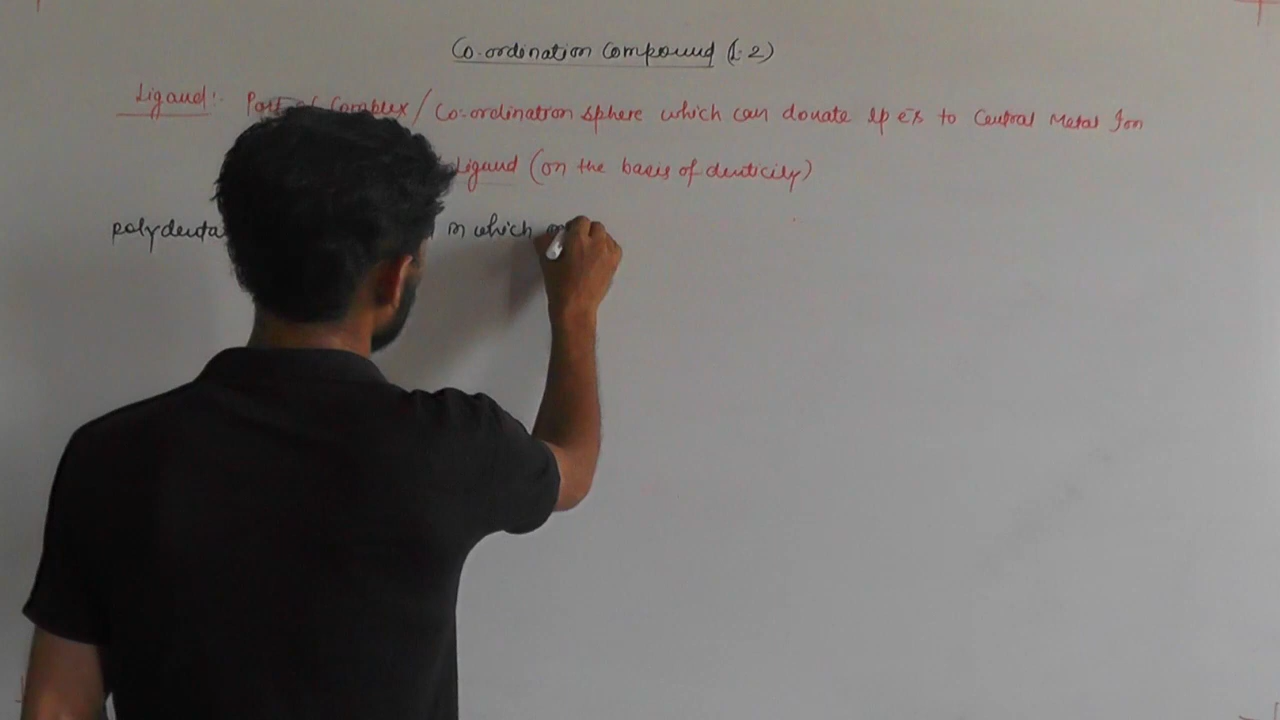 Co-ordination Compound (L-2)
Ligand:- Part of Complex/Co-ordination sphere which can donate lp e⁻s to Central Metal Ion
Ligand (on the basis of denticity)
polydenta in which